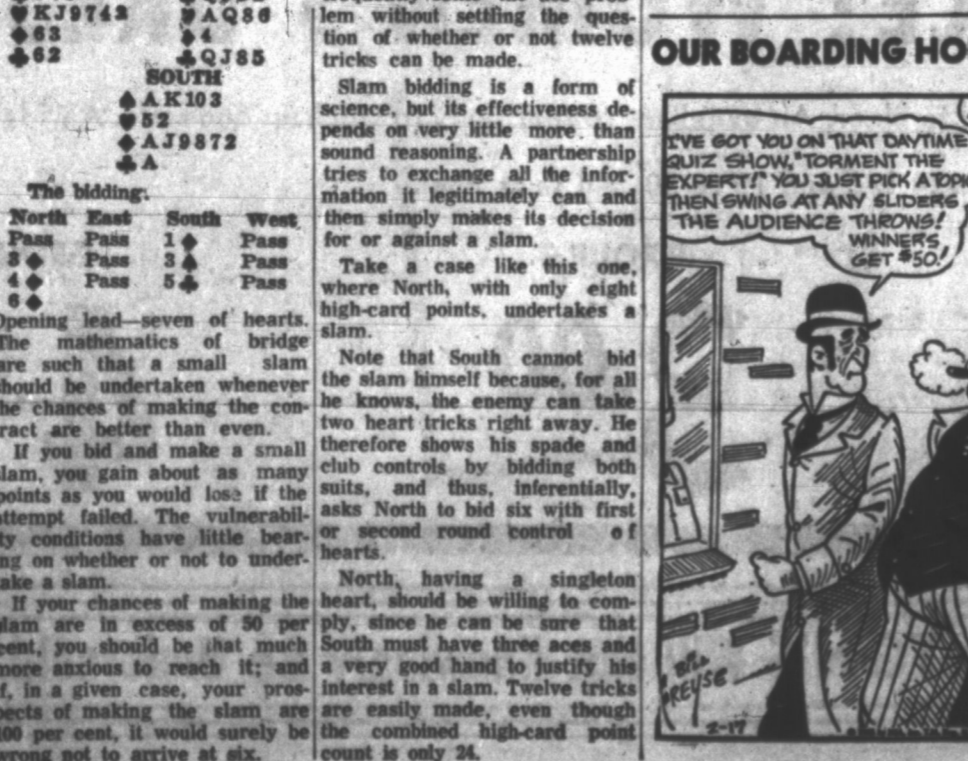 ♥KJ9743
♦63
♣62
♥AQ86
♦4
♣QJ85
SOUTH
♠AK103
♥52
♦AJ9872
♣A
The bidding:
North East South West
Pass Pass 1♦ Pass
3♦ Pass 3♠ Pass
4♦ Pass 5♣ Pass
6♦
Opening lead—seven of hearts.
The mathematics of bridge
are such that a small slam
should be undertaken whenever
the chances of making the con-
tract are better than even.
If you bid and make a small
slam, you gain about as many
points as you would lose if the
attempt failed. The vulnerabil-
ity conditions have little bear-
ing on whether or not to under-
take a slam.
If your chances of making the
slam are in excess of 50 per
cent, you should be that much
more anxious to reach it; and
if, in a given case, your pros-
pects of making the slam are
100 per cent, it would surely be
wrong not to arrive at six.
lem without settling the ques-
tion of whether or not twelve
tricks can be made.
Slam bidding is a form of
science, but its effectiveness de-
pends on very little more than
sound reasoning. A partnership
tries to exchange all the infor-
mation it legitimately can and
then simply makes its decision
for or against a slam.
Take a case like this one,
where North, with only eight
high-card points, undertakes a
slam.
Note that South cannot bid
the slam himself because, for all
he knows, the enemy can take
two heart tricks right away. He
therefore shows his spade and
club controls by bidding both
suits, and thus, inferentially,
asks North to bid six with first
or second round control of
hearts.
North, having a singleton
heart, should be willing to com-
ply, since he can be sure that
South must have three aces and
a very good hand to justify his
interest in a slam. Twelve tricks
are easily made, even though
the combined high-card point
count is only 24.
OUR BOARDING HO
I'VE GOT YOU ON THAT DAYTIME
QUIZ SHOW, "TORMENT THE
EXPERT!" YOU JUST PICK A TOPI
THEN SWING AT ANY SLIDERS
THE AUDIENCE THROWS!
WINNERS
GET $50!
BILL
FREYSE
2-17